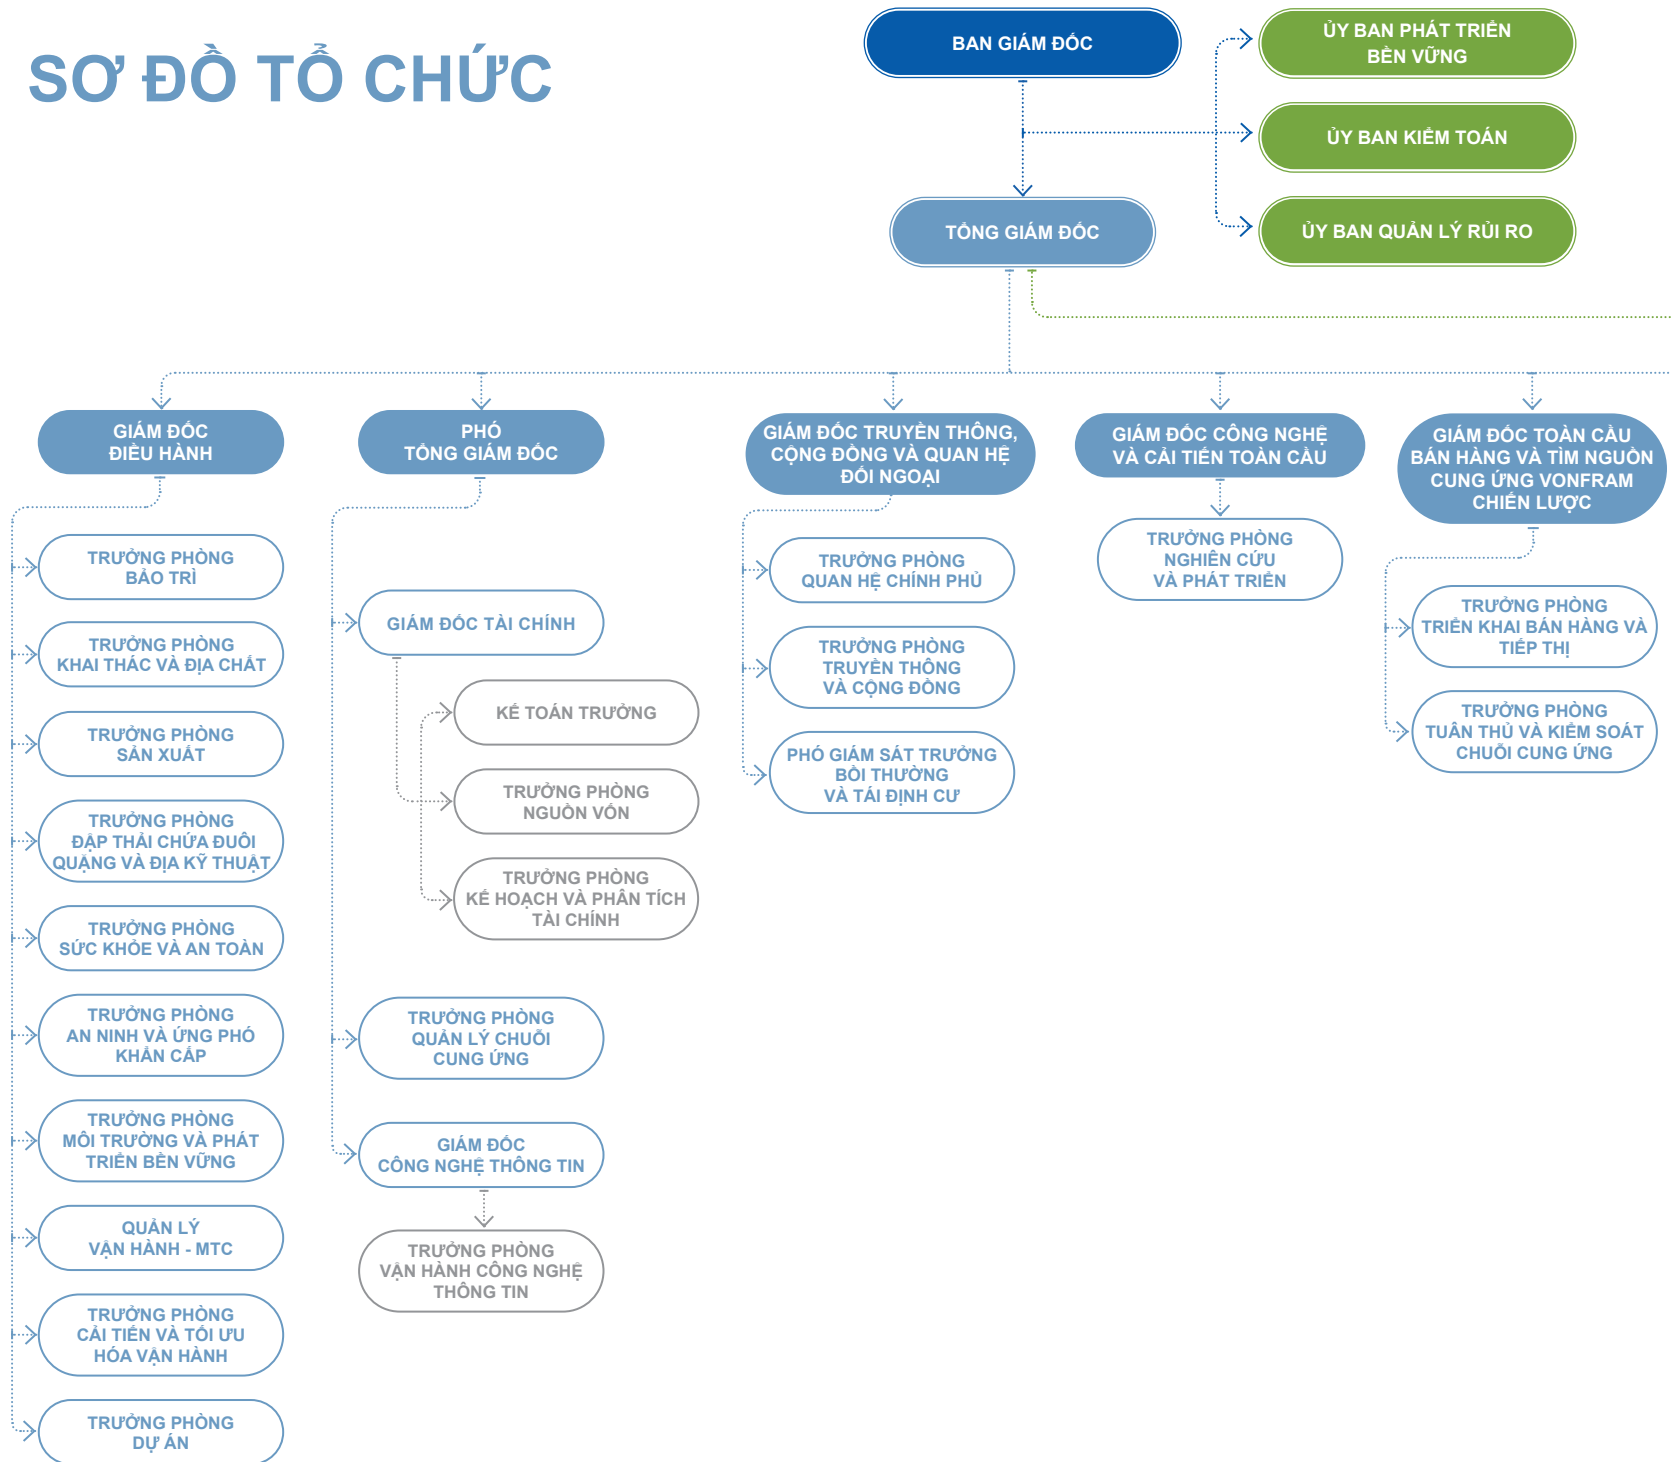 SƠ ĐỒ TỔ CHỨC
BAN GIÁM ĐỐC
ỦY BAN PHÁT TRIỂN
BỀN VỮNG
ỦY BAN KIỂM TOÁN
TỔNG GIÁM ĐỐC
ỦY BAN QUẢN LÝ RỦI RO
GIÁM ĐỐC
ĐIỀU HÀNH
TRƯỞNG PHÒNG
BẢO TRÌ
TRƯỞNG PHÒNG
KHAI THÁC VÀ ĐỊA CHẤT
TRƯỞNG PHÒNG
SẢN XUẤT
TRƯỞNG PHÒNG
ĐẬP THẢI CHỨA ĐUÔI
QUẶNG VÀ ĐỊA KỸ THUẬT
TRƯỞNG PHÒNG
SỨC KHỎE VÀ AN TOÀN
TRƯỞNG PHÒNG
AN NINH VÀ ỨNG PHÓ
KHẨN CẤP
TRƯỞNG PHÒNG
MÔI TRƯỜNG VÀ PHÁT
TRIỂN BỀN VỮNG
QUẢN LÝ
VẬN HÀNH - MTC
TRƯỞNG PHÒNG
CẢI TIẾN VÀ TỐI ƯU
HÓA VẬN HÀNH
TRƯỞNG PHÒNG
DỰ ÁN
PHÓ
TỔNG GIÁM ĐỐC
GIÁM ĐỐC TÀI CHÍNH
KẾ TOÁN TRƯỞNG
TRƯỞNG PHÒNG
NGUỒN VỐN
TRƯỞNG PHÒNG
KẾ HOẠCH VÀ PHÂN TÍCH
TÀI CHÍNH
TRƯỞNG PHÒNG
QUẢN LÝ CHUỖI
CUNG ỨNG
GIÁM ĐỐC
CÔNG NGHỆ THÔNG TIN
TRƯỞNG PHÒNG
VẬN HÀNH CÔNG NGHỆ
THÔNG TIN
GIÁM ĐỐC TRUYỀN THÔNG,
CỘNG ĐỒNG VÀ QUAN HỆ
ĐỐI NGOẠI
TRƯỞNG PHÒNG
QUAN HỆ CHÍNH PHỦ
TRƯỞNG PHÒNG
TRUYỀN THÔNG
VÀ CỘNG ĐỒNG
PHÓ GIÁM SÁT TRƯỞNG
BỒI THƯỜNG
VÀ TÁI ĐỊNH CƯ
GIÁM ĐỐC CÔNG NGHỆ
VÀ CẢI TIẾN TOÀN CẦU
TRƯỞNG PHÒNG
NGHIÊN CỨU
VÀ PHÁT TRIỂN
GIÁM ĐỐC TOÀN CẦU
BÁN HÀNG VÀ TÌM NGUỒN
CUNG ỨNG VONFRAM
CHIẾN LƯỢC
TRƯỞNG PHÒNG
TRIỂN KHAI BÁN HÀNG VÀ
TIẾP THỊ
TRƯỞNG PHÒNG
TUÂN THỦ VÀ KIỂM SOÁT
CHUỖI CUNG ỨNG